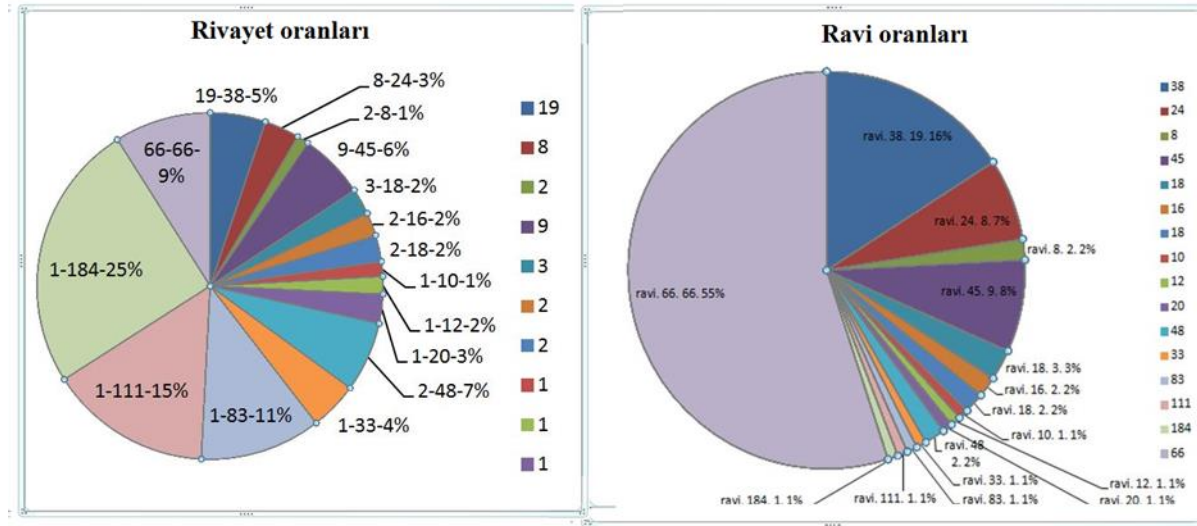 Rivayet oranları
19-38-5%
8-24-3%
2-8-1%
9-45-6%
3-18-2%
2-16-2%
2-18-2%
1-10-1%
1-12-2%
1-20-3%
2-48-7%
1-33-4%
1-83-11%
1-111-15%
1-184-25%
66-66-
9%
19
8
2
9
3
2
2
1
1
1
Ravi oranları
ravi. 38. 19. 16%
ravi. 24. 8. 7%
ravi. 8. 2. 2%
ravi. 45. 9. 8%
ravi. 18. 3. 3%
ravi. 16. 2. 2%
ravi. 18. 2. 2%
ravi. 10. 1. 1%
ravi. 12. 1. 1%
ravi. 20. 1. 1%
ravi. 48
2. 2%
ravi. 33. 1. 1%
ravi. 83. 1. 1%
ravi. 111. 1. 1%
ravi. 184. 1. 1%
ravi. 66. 66. 55%
38
24
8
45
18
16
18
10
12
20
48
33
83
111
184
66